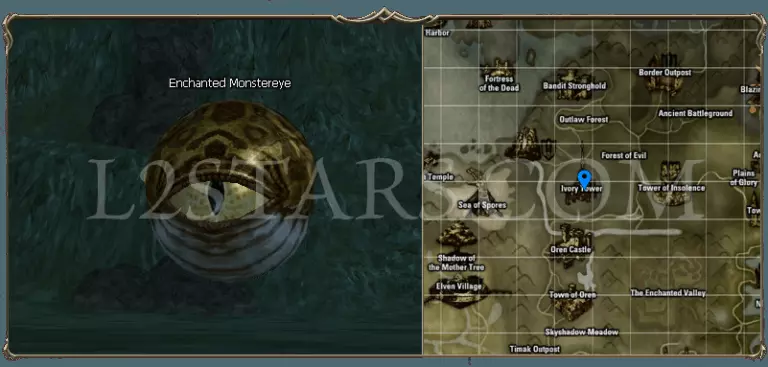 Enchanted Monstereye
L2STARS.COM
Harbor
Fortress
of the Dead
Bandit Stronghold
Border Outpost
Outlaw Forest
Ancient Battleground
Forest of Evil
Temple
Ivory Tower
Tower of Insolence
Plains
of Glory
Sea of Spores
Oren Castle
Shadow of
the Mother Tree
Elven Village
Town of Oren
The Enchanted Valley
Skyshadow Meadow
Timak Outpost